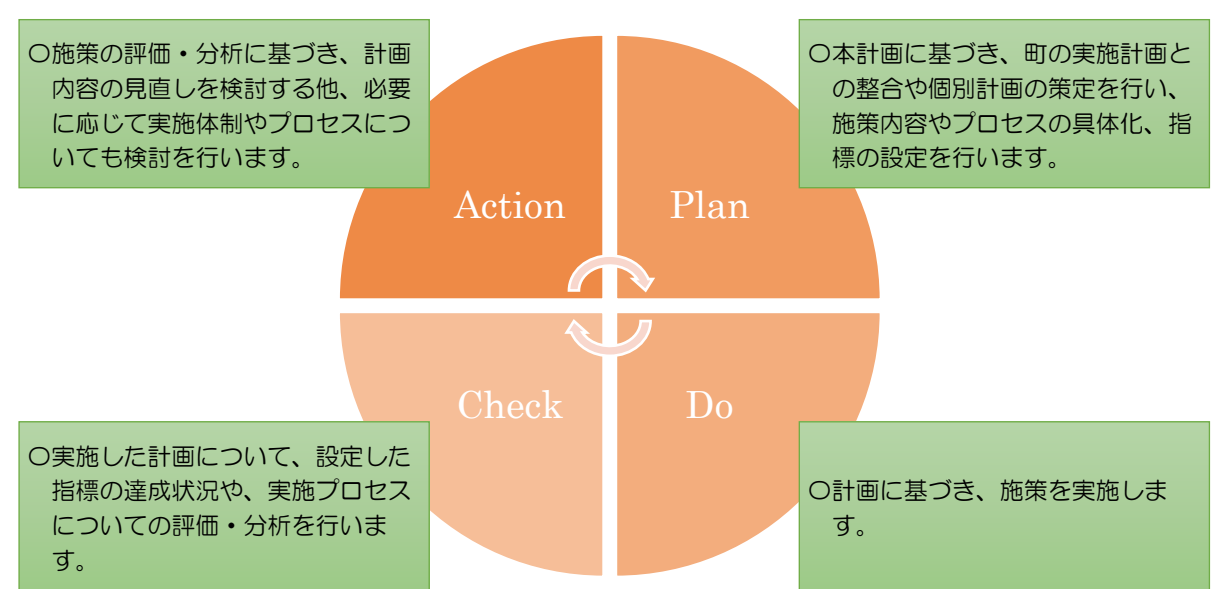 〇施策の評価・分析に基づき、計画
内容の見直しを検討する他、必要
に応じて実施体制やプロセスにつ
いても検討を行います。
〇本計画に基づき、町の実施計画と
の整合や個別計画の策定を行い、
施策内容やプロセスの具体化、指
標の設定を行います。
Action
Plan
Check
Do
〇実施した計画について、設定した
指標の達成状況や、実施プロセス
についての評価・分析を行いま
す。
〇計画に基づき、施策を実施しま
す。